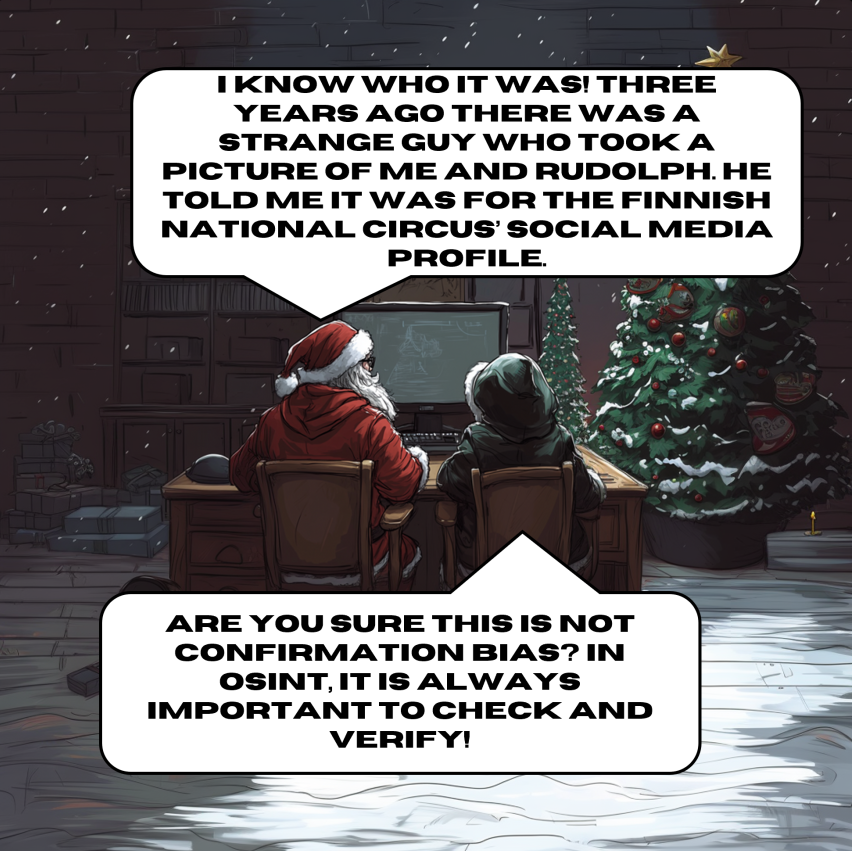 I KNOW WHO IT WAS! THREE
YEARS AGO THERE WAS A
STRANGE GUY WHO TOOK A
PICTURE OF ME AND RUDOLPH. HE
TOLD ME IT WAS FOR THE FINNISH
NATIONAL CIRCUS' SOCIAL MEDIA
PROFILE.
ARE YOU SURE THIS IS NOT
CONFIRMATION BIAS? IN
OSINT, IT IS ALWAYS
IMPORTANT TO CHECK AND
VERIFY!